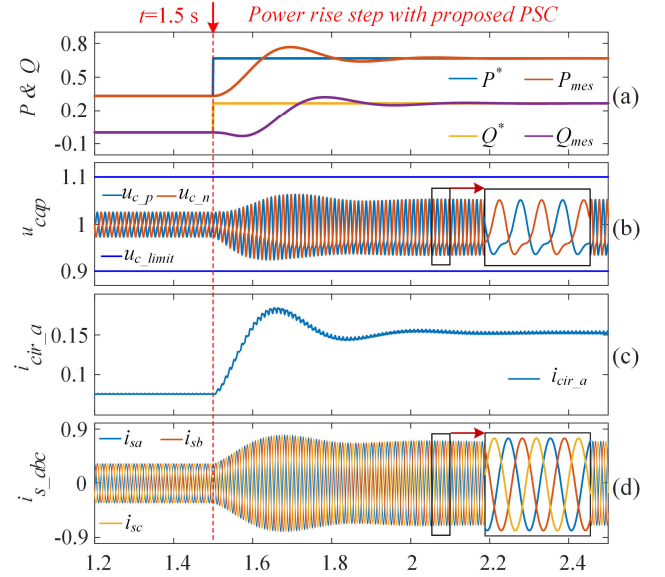 t=1.5 s Power rise step with proposed PSC
P & Q
0.8
0.5
0.2
-0.1
P* P_mes
Q* Q_mes
(a)
u_cap
1.1
1
0.9
u_c_p u_c_n
u_c_limit
(b)
i_cir_a
0.15
0.1
i_cir_a
(c)
i_s_abc
0.9
0
-0.9
i_sa i_sb
i_sc
(d)
1.2 1.4 1.6 1.8 2 2.2 2.4